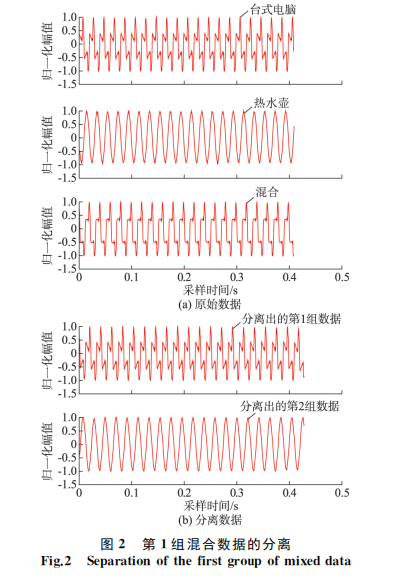 台式电脑
归一化幅值
1.0
0.5
0
-0.5
-1.0
-1.5
热水壶
归一化幅值
1.0
0.5
0
-0.5
-1.0
-1.5
混合
归一化幅值
1.0
0.5
0
-0.5
-1.0
-1.5
0 0.1 0.2 0.3 0.4 0.5
采样时间/s
(a) 原始数据
分离出的第1组数据
归一化幅值
1.0
0.5
0
-0.5
-1.0
-1.5
分离出的第2组数据
归一化幅值
1.0
0.5
0
-0.5
-1.0
-1.5
0 0.1 0.2 0.3 0.4 0.5
采样时间/s
(b) 分离数据
图 2 第 1 组混合数据的分离
Fig.2 Separation of the first group of mixed data